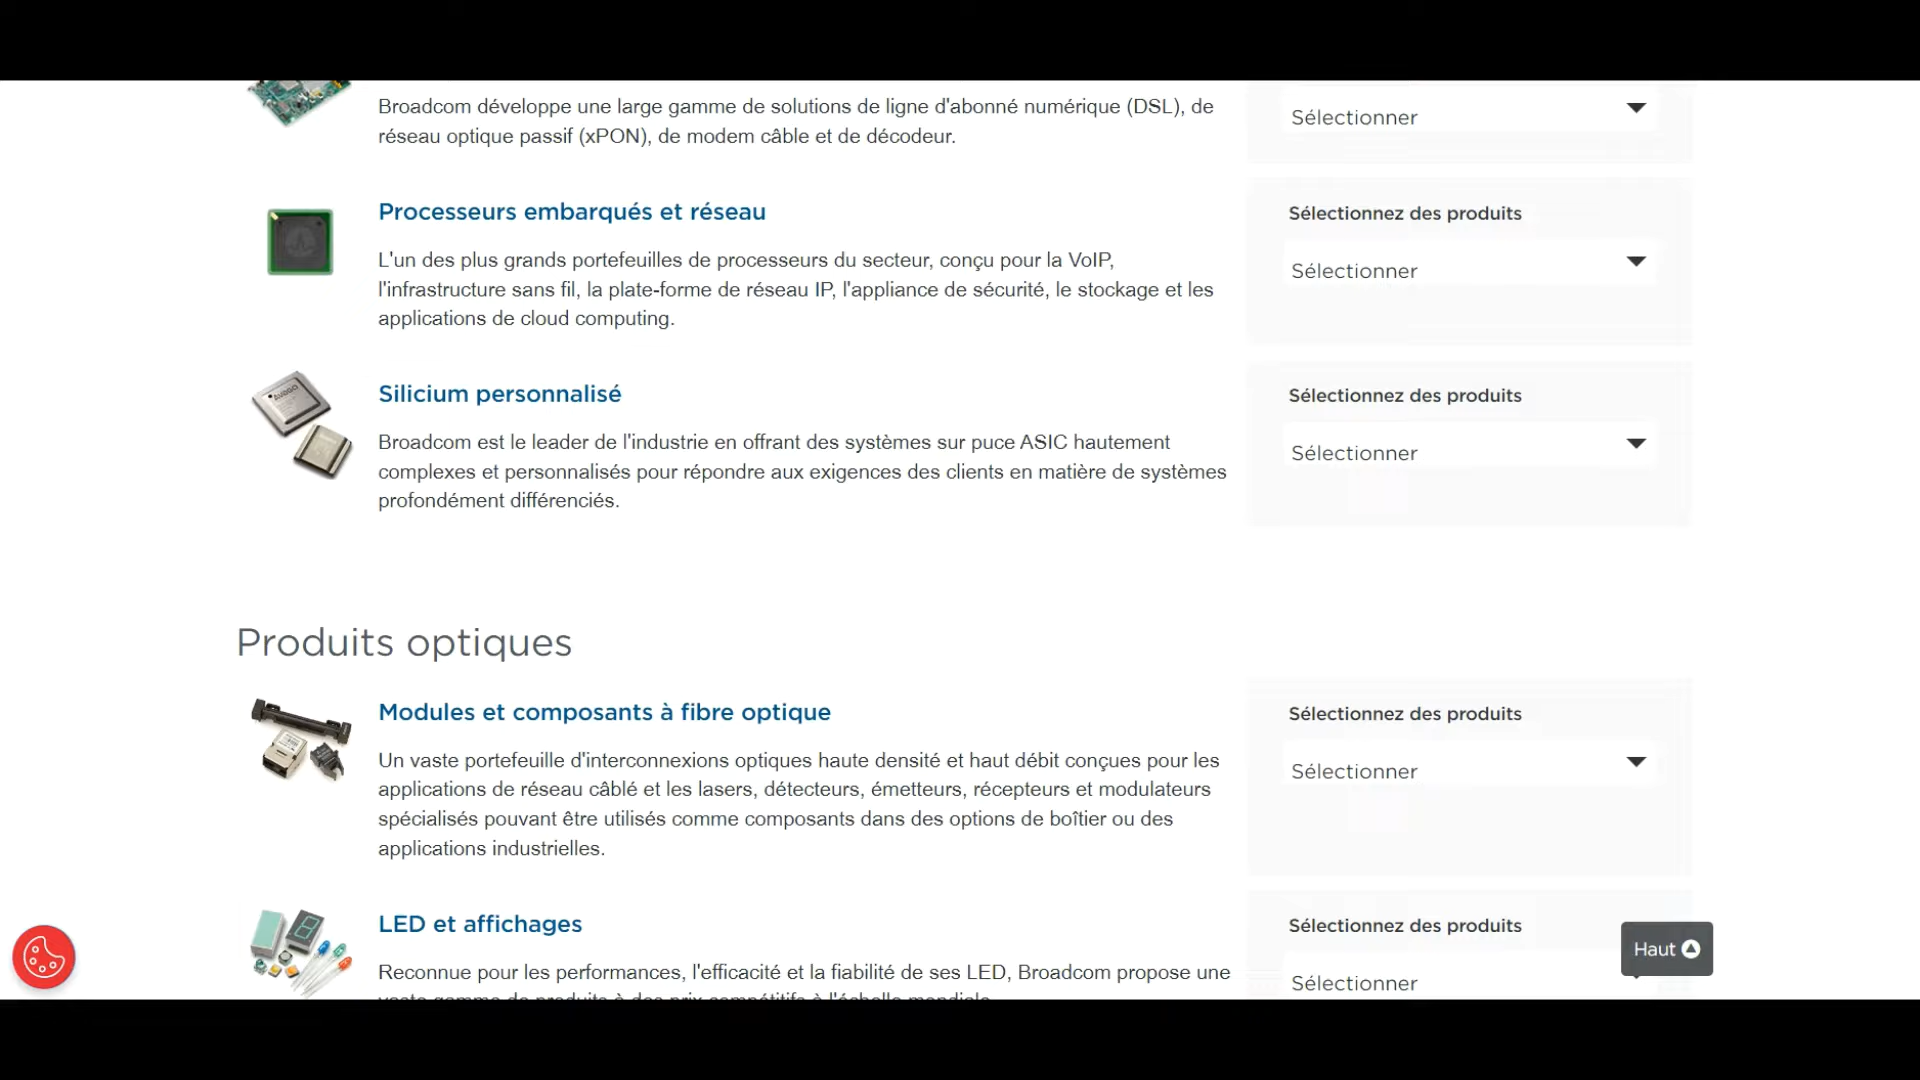 Broadcom développe une large gamme de solutions de ligne d'abonné numérique (DSL), de
réseau optique passif (xPON), de modem câble et de décodeur.
Sélectionner
Processeurs embarqués et réseau
L'un des plus grands portefeuilles de processeurs du secteur, conçu pour la VoIP,
l'infrastructure sans fil, la plate-forme de réseau IP, l'appliance de sécurité, le stockage et les
applications de cloud computing.
Sélectionnez des produits
Sélectionner
Silicium personnalisé
Broadcom est le leader de l'industrie en offrant des systèmes sur puce ASIC hautement
complexes et personnalisés pour répondre aux exigences des clients en matière de systèmes
profondément différenciés.
Sélectionnez des produits
Sélectionner
Produits optiques
Modules et composants à fibre optique
Un vaste portefeuille d'interconnexions optiques haute densité et haut débit conçues pour les
applications de réseau câblé et les lasers, détecteurs, émetteurs, récepteurs et modulateurs
spécialisés pouvant être utilisés comme composants dans des options de boîtier ou des
applications industrielles.
Sélectionnez des produits
Sélectionner
LED et affichages
Reconnue pour les performances, l'efficacité et la fiabilité de ses LED, Broadcom propose une
vaste gamme de produits à des prix compétitifs à l'échelle mondiale.
Sélectionnez des produits
Sélectionner
Haut